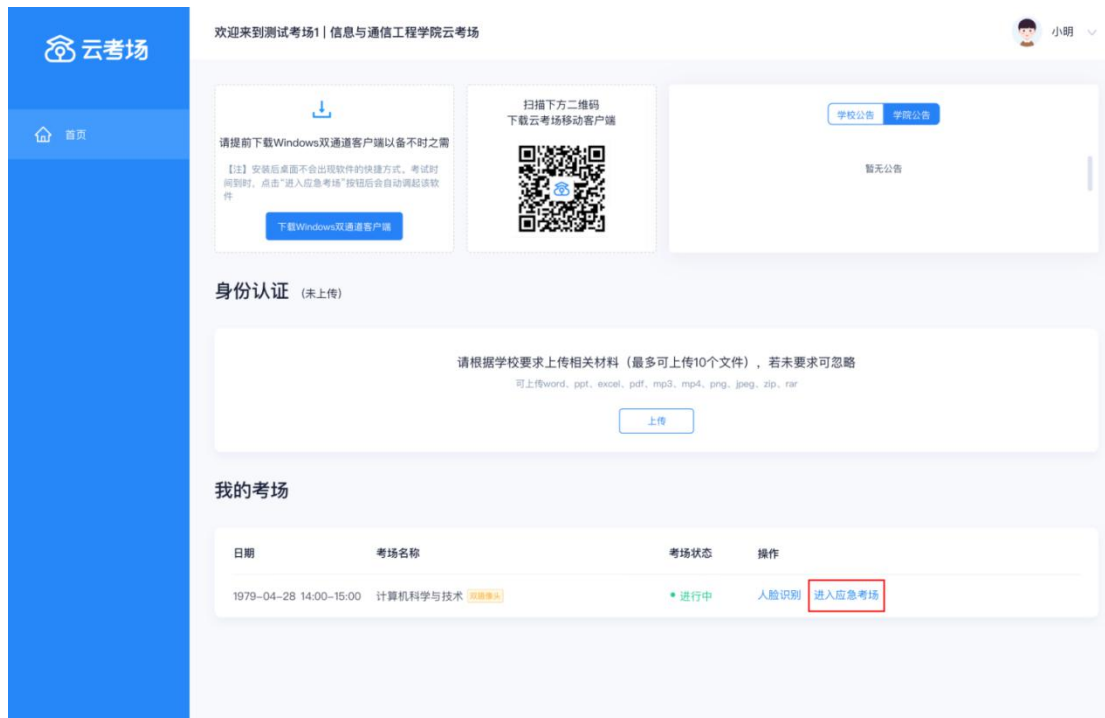 云考场
欢迎来到测试考场1 | 信息与通信工程学院云考场
小明
首页
请提前下载Windows双通道客户端以备不时之需
【注】安装后桌面不会出现软件的快捷方式，考试时
间到时，点击“进入应急考场”按钮后会自动调起该软
件
下载Windows双通道客户端
扫描下方二维码
下载云考场移动客户端
学校公告 学院公告
暂无公告
身份认证 （未上传）
请根据学校要求上传相关材料（最多可上传10个文件），若未要求可忽略
可上传word、ppt、excel、pdf、mp3、mp4、png、jpeg、zip、rar
上传
我的考场
日期 考场名称 考场状态 操作
1979-04-28 14:00-15:00 计算机科学与技术 双摄像头 进行中 人脸识别 进入应急考场